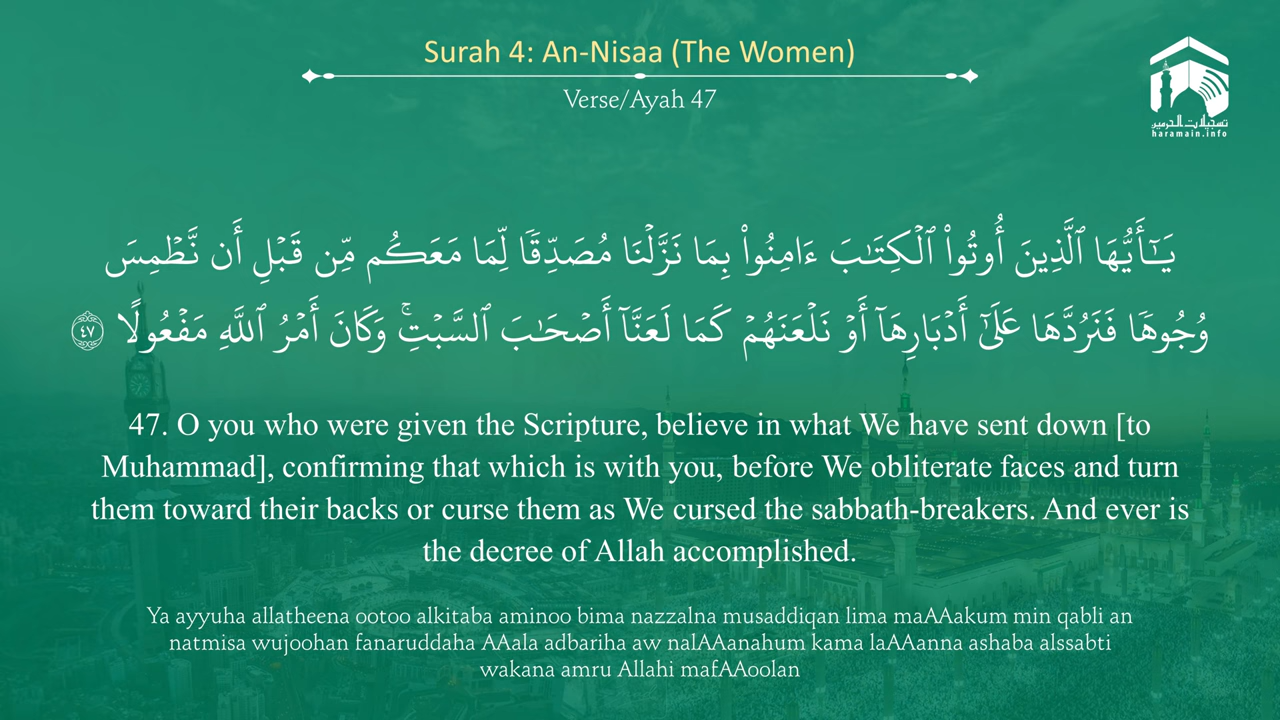 Surah 4: An-Nisaa (The Women)
Verse/Ayah 47
تسجيلات الحرمين
haramain.info
يَـٰٓأَيُّهَا ٱلَّذِينَ أُوتُوا۟ ٱلْكِتَـٰبَ ءَامِنُوا۟ بِمَا نَزَّلْنَا مُصَدِّقًا لِّمَا مَعَكُم مِّن قَبْلِ أَن نَّطْمِسَ
وُجُوهًا فَنَرُدَّهَا عَلَىٰٓ أَدْبَارِهَآ أَوْ نَلْعَنَهُمْ كَمَا لَعَنَّآ أَصْحَـٰبَ ٱلسَّبْتِ ۚ وَكَانَ أَمْرُ ٱللَّهِ مَفْعُولًا ٤٧
47. O you who were given the Scripture, believe in what We have sent down [to
Muhammad], confirming that which is with you, before We obliterate faces and turn
them toward their backs or curse them as We cursed the sabbath-breakers. And ever is
the decree of Allah accomplished.
Ya ayyuha allatheena ootoo alkitaba aminoo bima nazzalna musaddiqan lima maAAakum min qabli an
natmisa wujoohan fanaruddaha AAala adbariha aw nalAAanahum kama laAAanna ashaba alssabti
wakana amru Allahi mafAAoolan